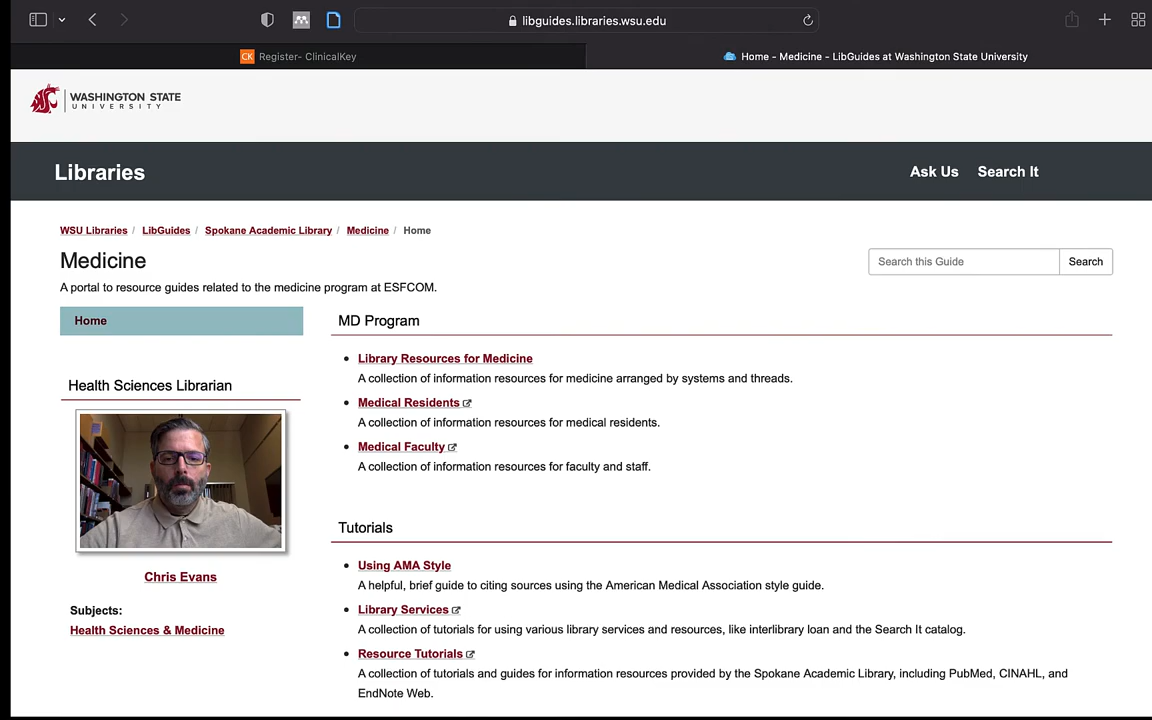 libguides.libraries.wsu.edu
CK Register- ClinicalKey
Home - Medicine - LibGuides at Washington State University
WASHINGTON STATE
UNIVERSITY
Libraries
Ask Us Search It
WSU Libraries / LibGuides / Spokane Academic Library / Medicine / Home
Medicine
Search this Guide Search
A portal to resource guides related to the medicine program at ESFCOM.
Home
Health Sciences Librarian
Chris Evans
Subjects:
Health Sciences & Medicine
MD Program
Library Resources for Medicine
A collection of information resources for medicine arranged by systems and threads.
Medical Residents
A collection of information resources for medical residents.
Medical Faculty
A collection of information resources for faculty and staff.
Tutorials
Using AMA Style
A helpful, brief guide to citing sources using the American Medical Association style guide.
Library Services
A collection of tutorials for using various library services and resources, like interlibrary loan and the Search It catalog.
Resource Tutorials
A collection of tutorials and guides for information resources provided by the Spokane Academic Library, including PubMed, CINAHL, and
EndNote Web.